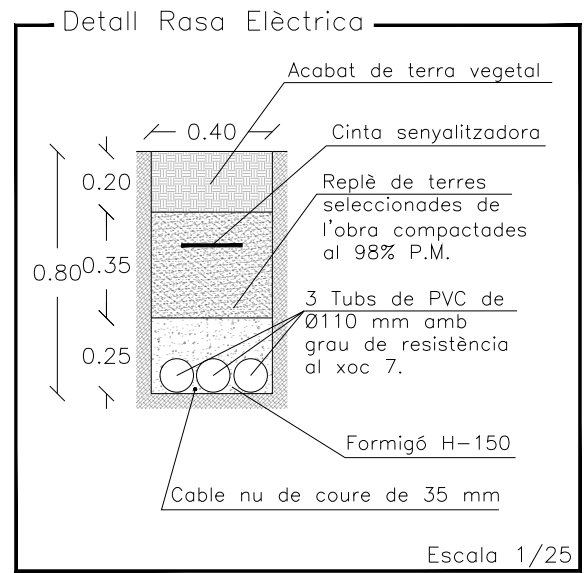 Detall Rasa Elèctrica
Acabat de terra vegetal
0.40
Cinta senyalitzadora
0.20
Replè de terres
seleccionades de
l'obra compactades
al 98% P.M.
0.80
0.35
3 Tubs de PVC de
Ø110 mm amb
grau de resistència
al xoc 7.
0.25
Formigó H-150
Cable nu de coure de 35 mm
Escala 1/25